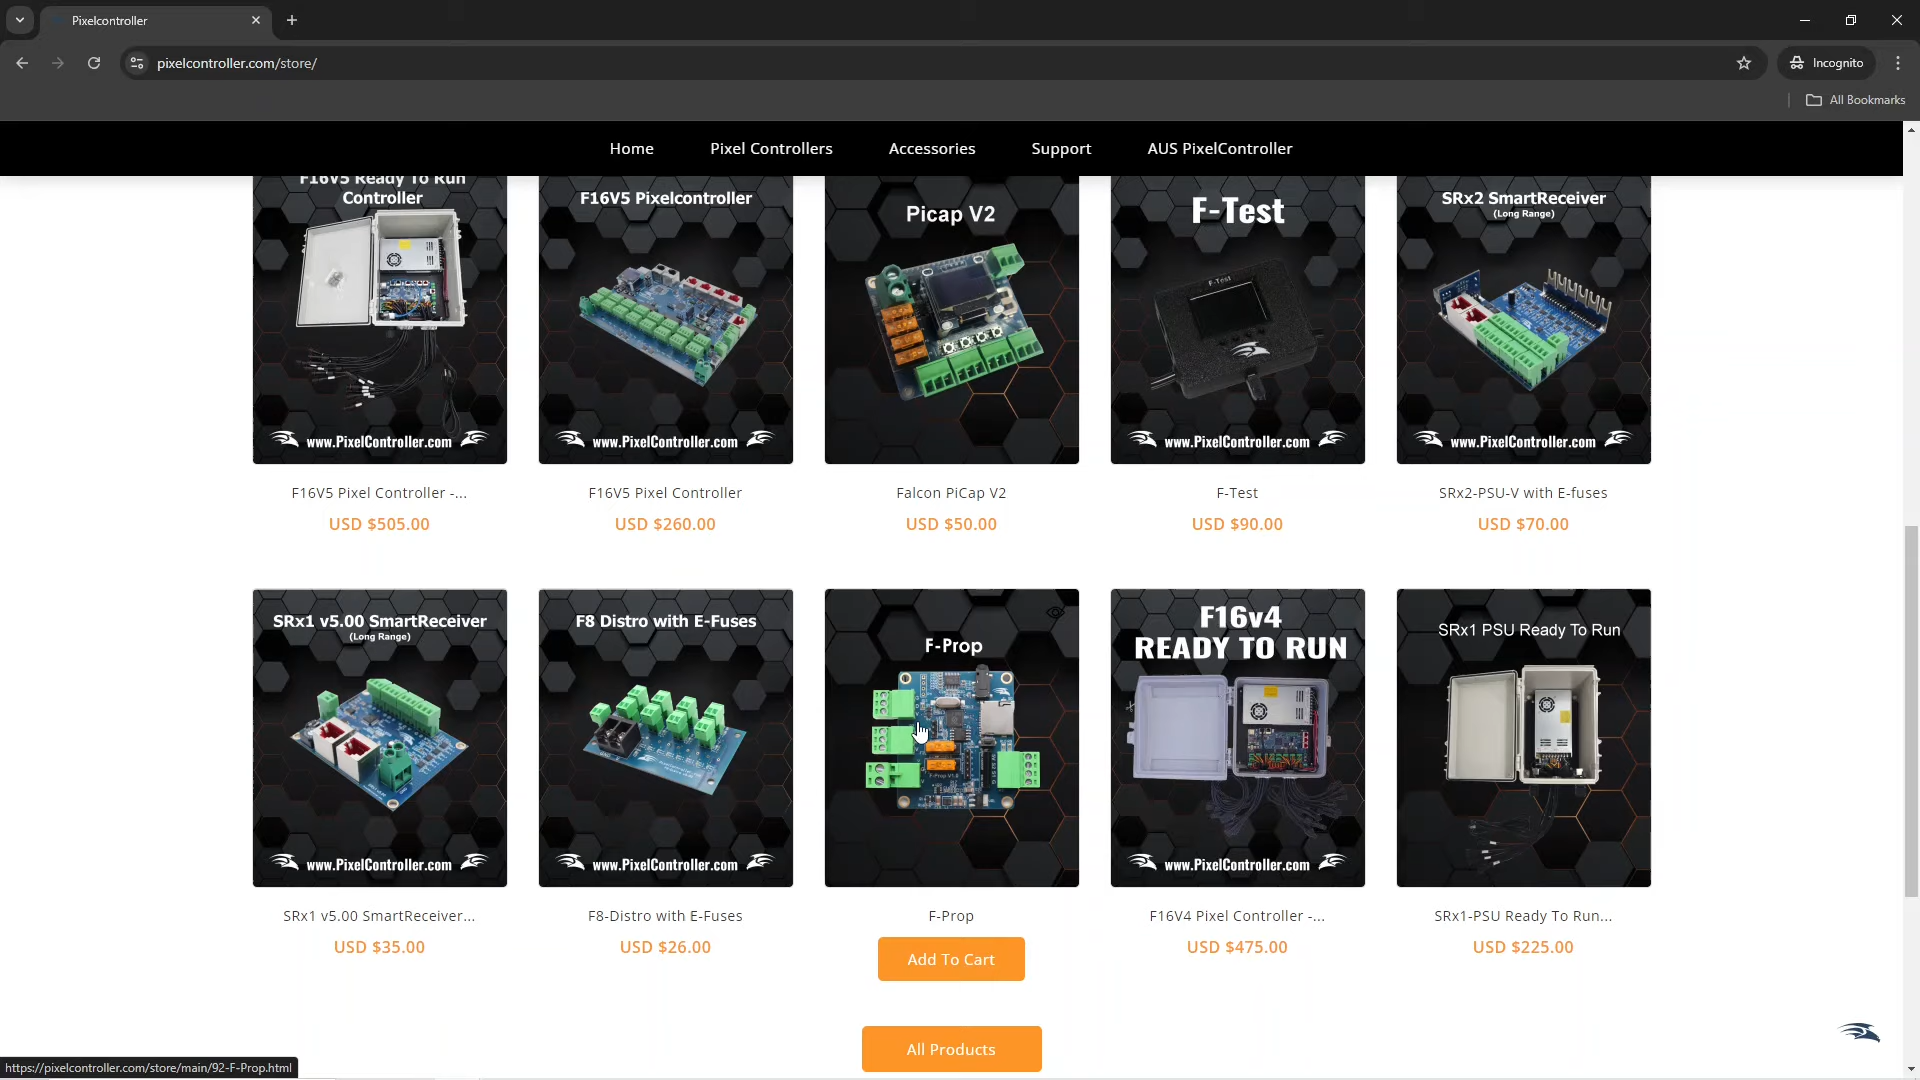 Pixelcontroller
pixelcontroller.com/store/
Incognito
All Bookmarks
Home
Pixel Controllers
Accessories
Support
AUS PixelController
F16V5 Ready To Run
Controller
www.PixelController.com
F16V5 Pixelcontroller
www.PixelController.com
Picap V2
F-Test
F-Test
www.PixelController.com
SRx2 SmartReceiver
(Long Range)
www.PixelController.com
F16V5 Pixel Controller -...
USD $505.00
F16V5 Pixel Controller
USD $260.00
Falcon PiCap V2
USD $50.00
F-Test
USD $90.00
SRx2-PSU-V with E-fuses
USD $70.00
SRx1 v5.00 SmartReceiver
(Long Range)
www.PixelController.com
F8 Distro with E-Fuses
www.PixelController.com
F-Prop
F16v4
READY TO RUN
www.PixelController.com
SRx1 PSU Ready To Run
SRx1 v5.00 SmartReceiver...
USD $35.00
F8-Distro with E-Fuses
USD $26.00
F-Prop
Add To Cart
F16V4 Pixel Controller -...
USD $475.00
SRx1-PSU Ready To Run...
USD $225.00
All Products
https://pixelcontroller.com/store/main/92-F-Prop.html